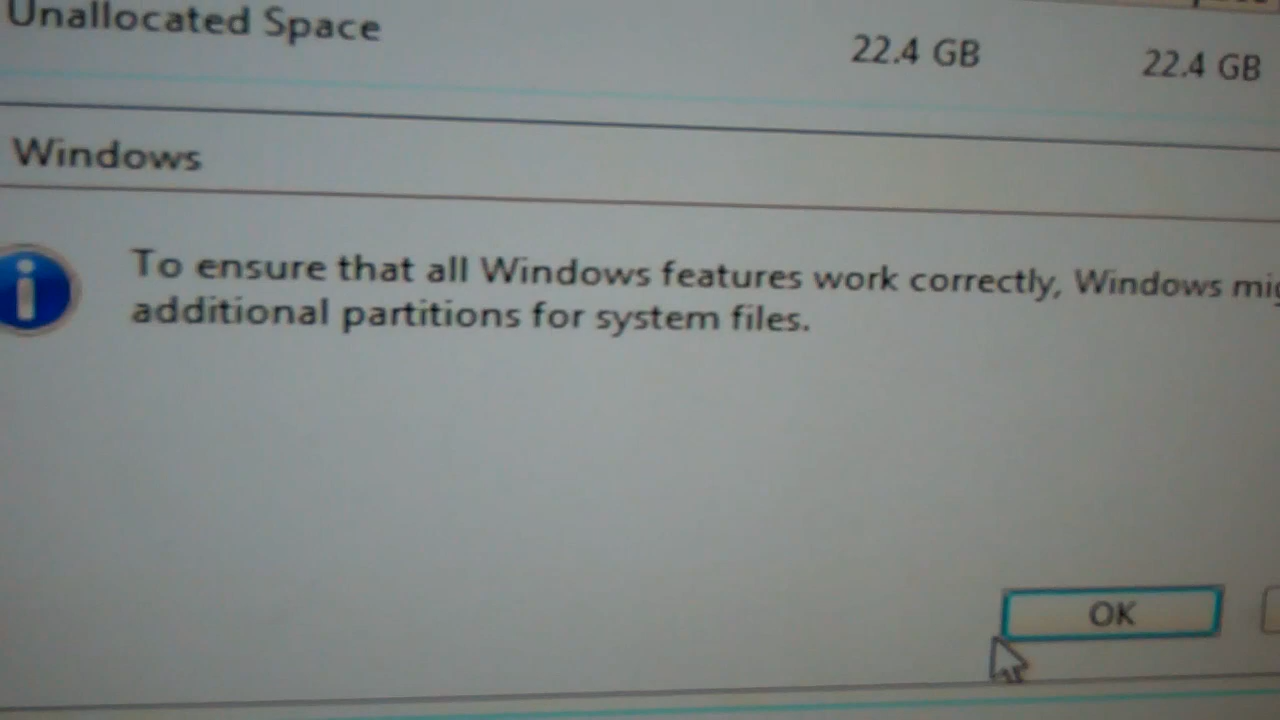 Unallocated Space 22.4 GB 22.4 GB
Windows
To ensure that all Windows features work correctly, Windows
additional partitions for system files.
OK